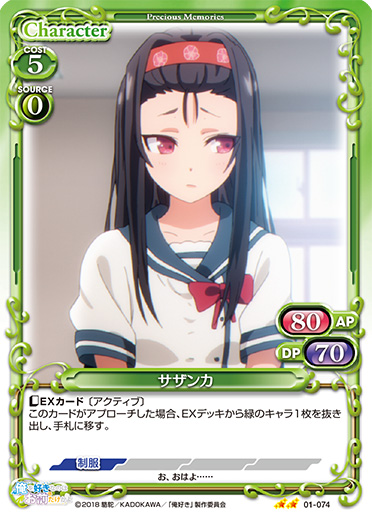 Precious Memories
Character
COST
5
SOURCE
0
80 AP
DP 70
サザンカ
EXカード〔アクティブ〕
このカードがアプローチした場合、EXデッキから緑のキャラ1枚を抜き
出し、手札に移す。
制服
お、おはよ……
©2018 駱駝／KADOKAWA／「俺好き」製作委員会
01-074